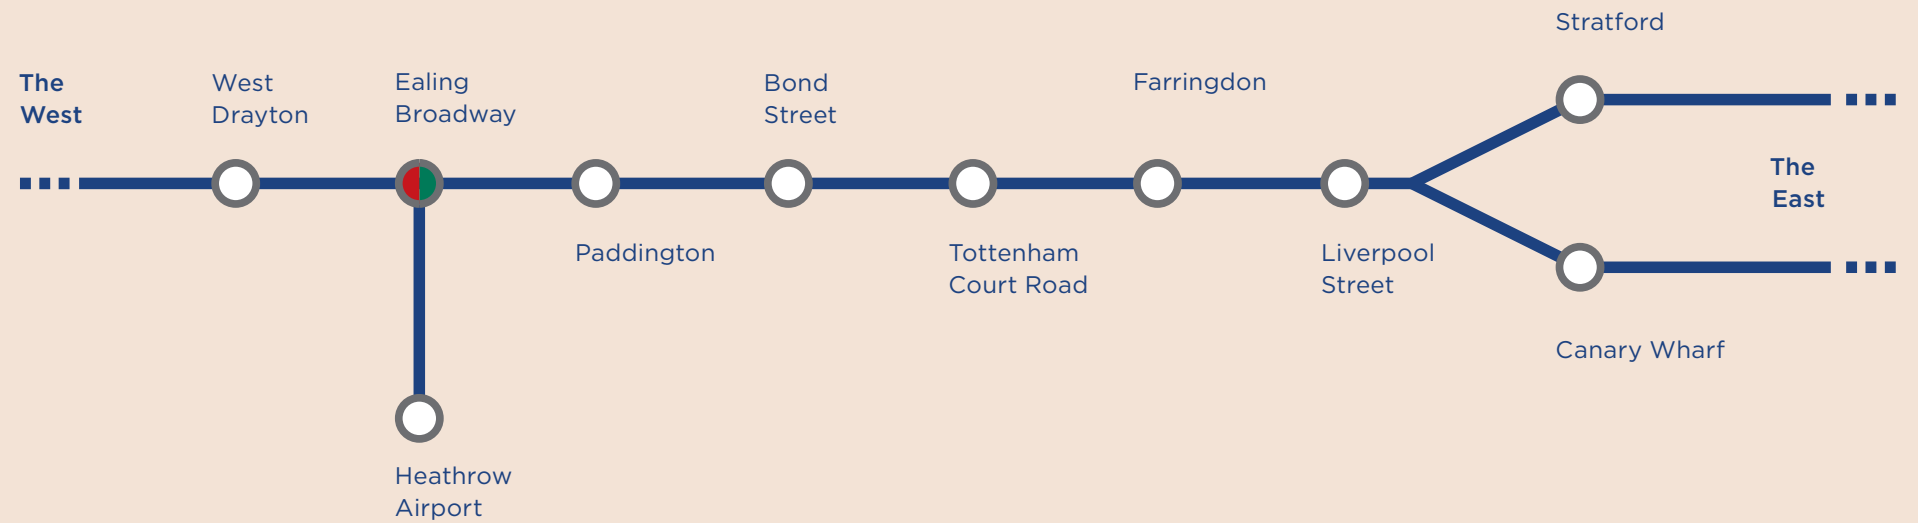 The
West
West
Drayton
Ealing
Broadway
Heathrow
Airport
Paddington
Bond
Street
Tottenham
Court Road
Farringdon
Liverpool
Street
Stratford
Canary Wharf
The
East